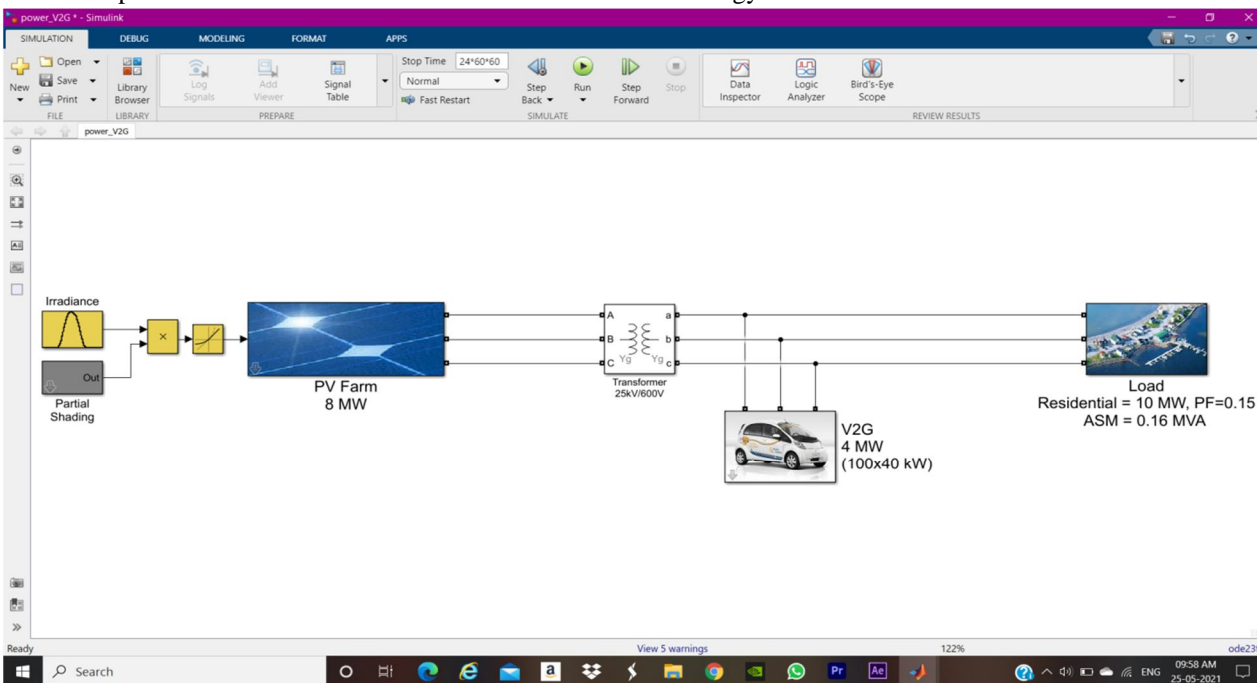 power_V2G * - Simulink
SIMULATION DEBUG MODELING FORMAT APPS
New
Open
Save
Print
FILE
Library Browser
LIBRARY
Log Signals
Add Viewer
Signal Table
PREPARE
Stop Time 24*60*60
Normal
Fast Restart
Step Back
Run
Step Forward
Stop
SIMULATE
Data Inspector
Logic Analyzer
Bird's-Eye Scope
REVIEW RESULTS
power_V2G
Irradiance
Out
Partial
Shading
×
PV Farm
8 MW
A a
B b
C c
Yg Yg
Transformer
25kV/600V
V2G
4 MW
(100x40 kW)
Load
Residential = 10 MW, PF=0.15
ASM = 0.16 MVA
Ready View 5 warnings 122%
Search
a
Pr
Ae
ENG
09:58 AM
25-05-2021